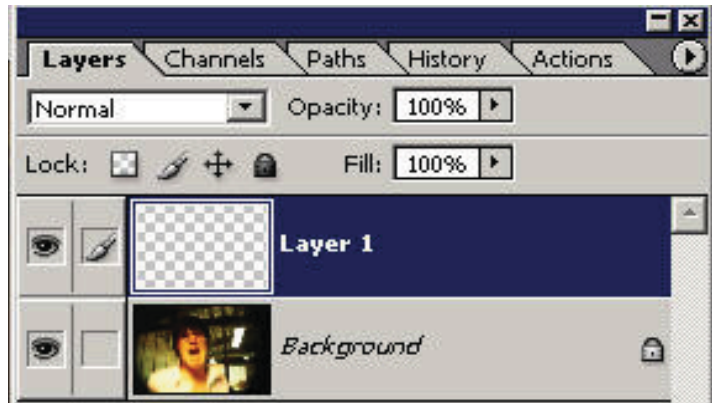 Layers Channels Paths History Actions
Normal Opacity: 100%
Lock: Fill: 100%
Layer 1
Background